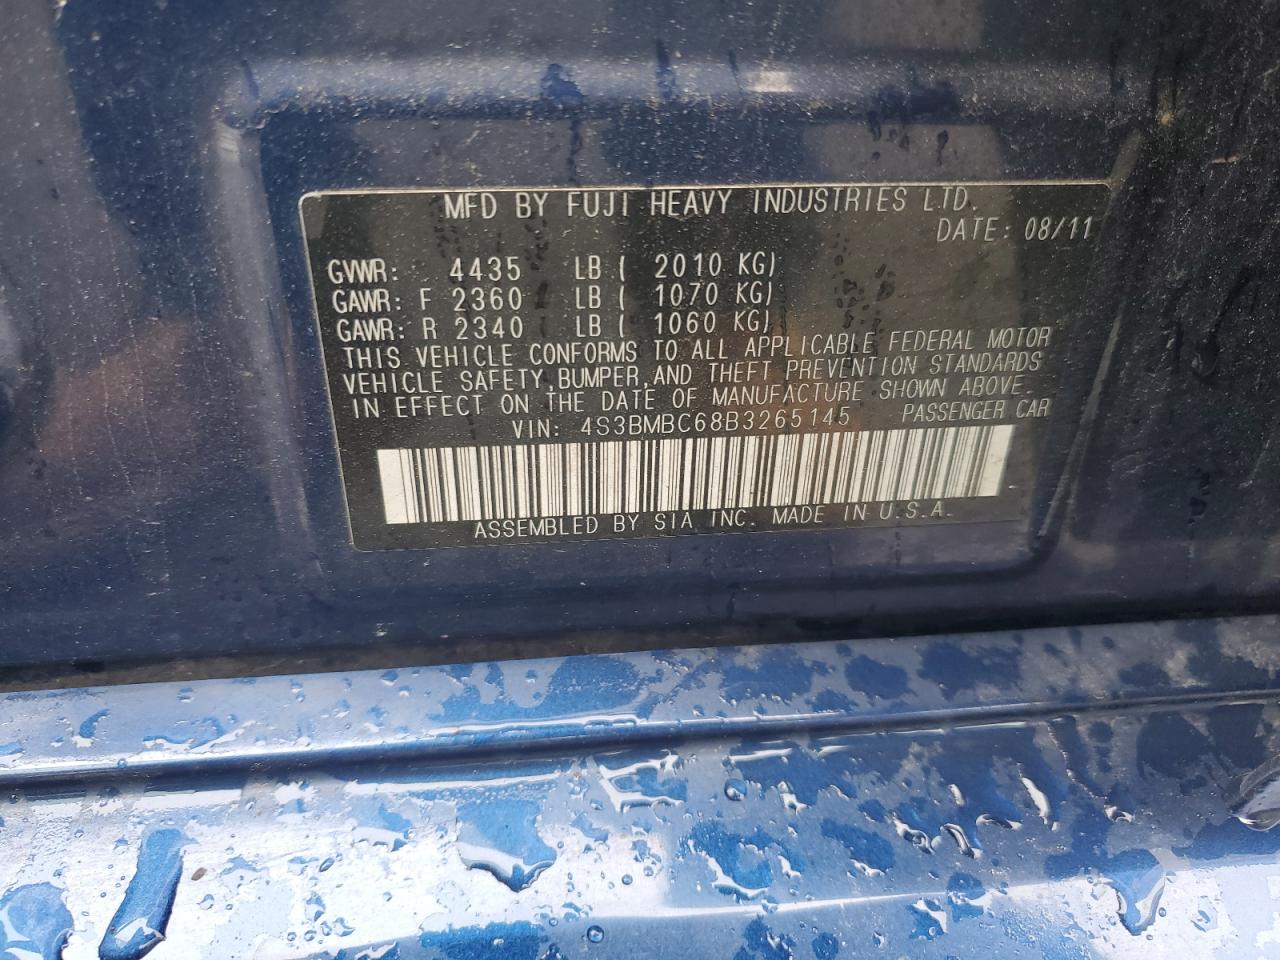 MFD BY FUJI HEAVY INDUSTRIES LTD.
DATE: 08/11
GVWR: 4435 LB ( 2010 KG)
GAWR: F 2360 LB ( 1070 KG)
GAWR: R 2340 LB ( 1060 KG)
THIS VEHICLE CONFORMS TO ALL APPLICABLE FEDERAL MOTOR
VEHICLE SAFETY,BUMPER,AND THEFT PREVENTION STANDARDS
IN EFFECT ON THE DATE OF MANUFACTURE SHOWN ABOVE.
VIN: 4S3BMBC68B3265145 PASSENGER CAR
ASSEMBLED BY SIA INC. MADE IN U.S.A.